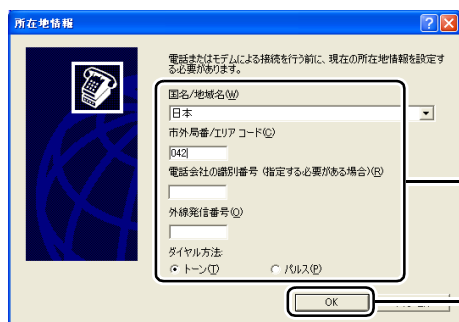 所在地情報
電話またはモデムによる接続を行う前に、現在の所在地情報を設定す
る必要があります。
国名/地域名(W)
日本
市外局番/エリア コード(C)
042
電話会社の識別番号 (指定する必要がある場合)(R)
外線発信番号(O)
ダイヤル方法:
トーン(T) パルス(P)
OK